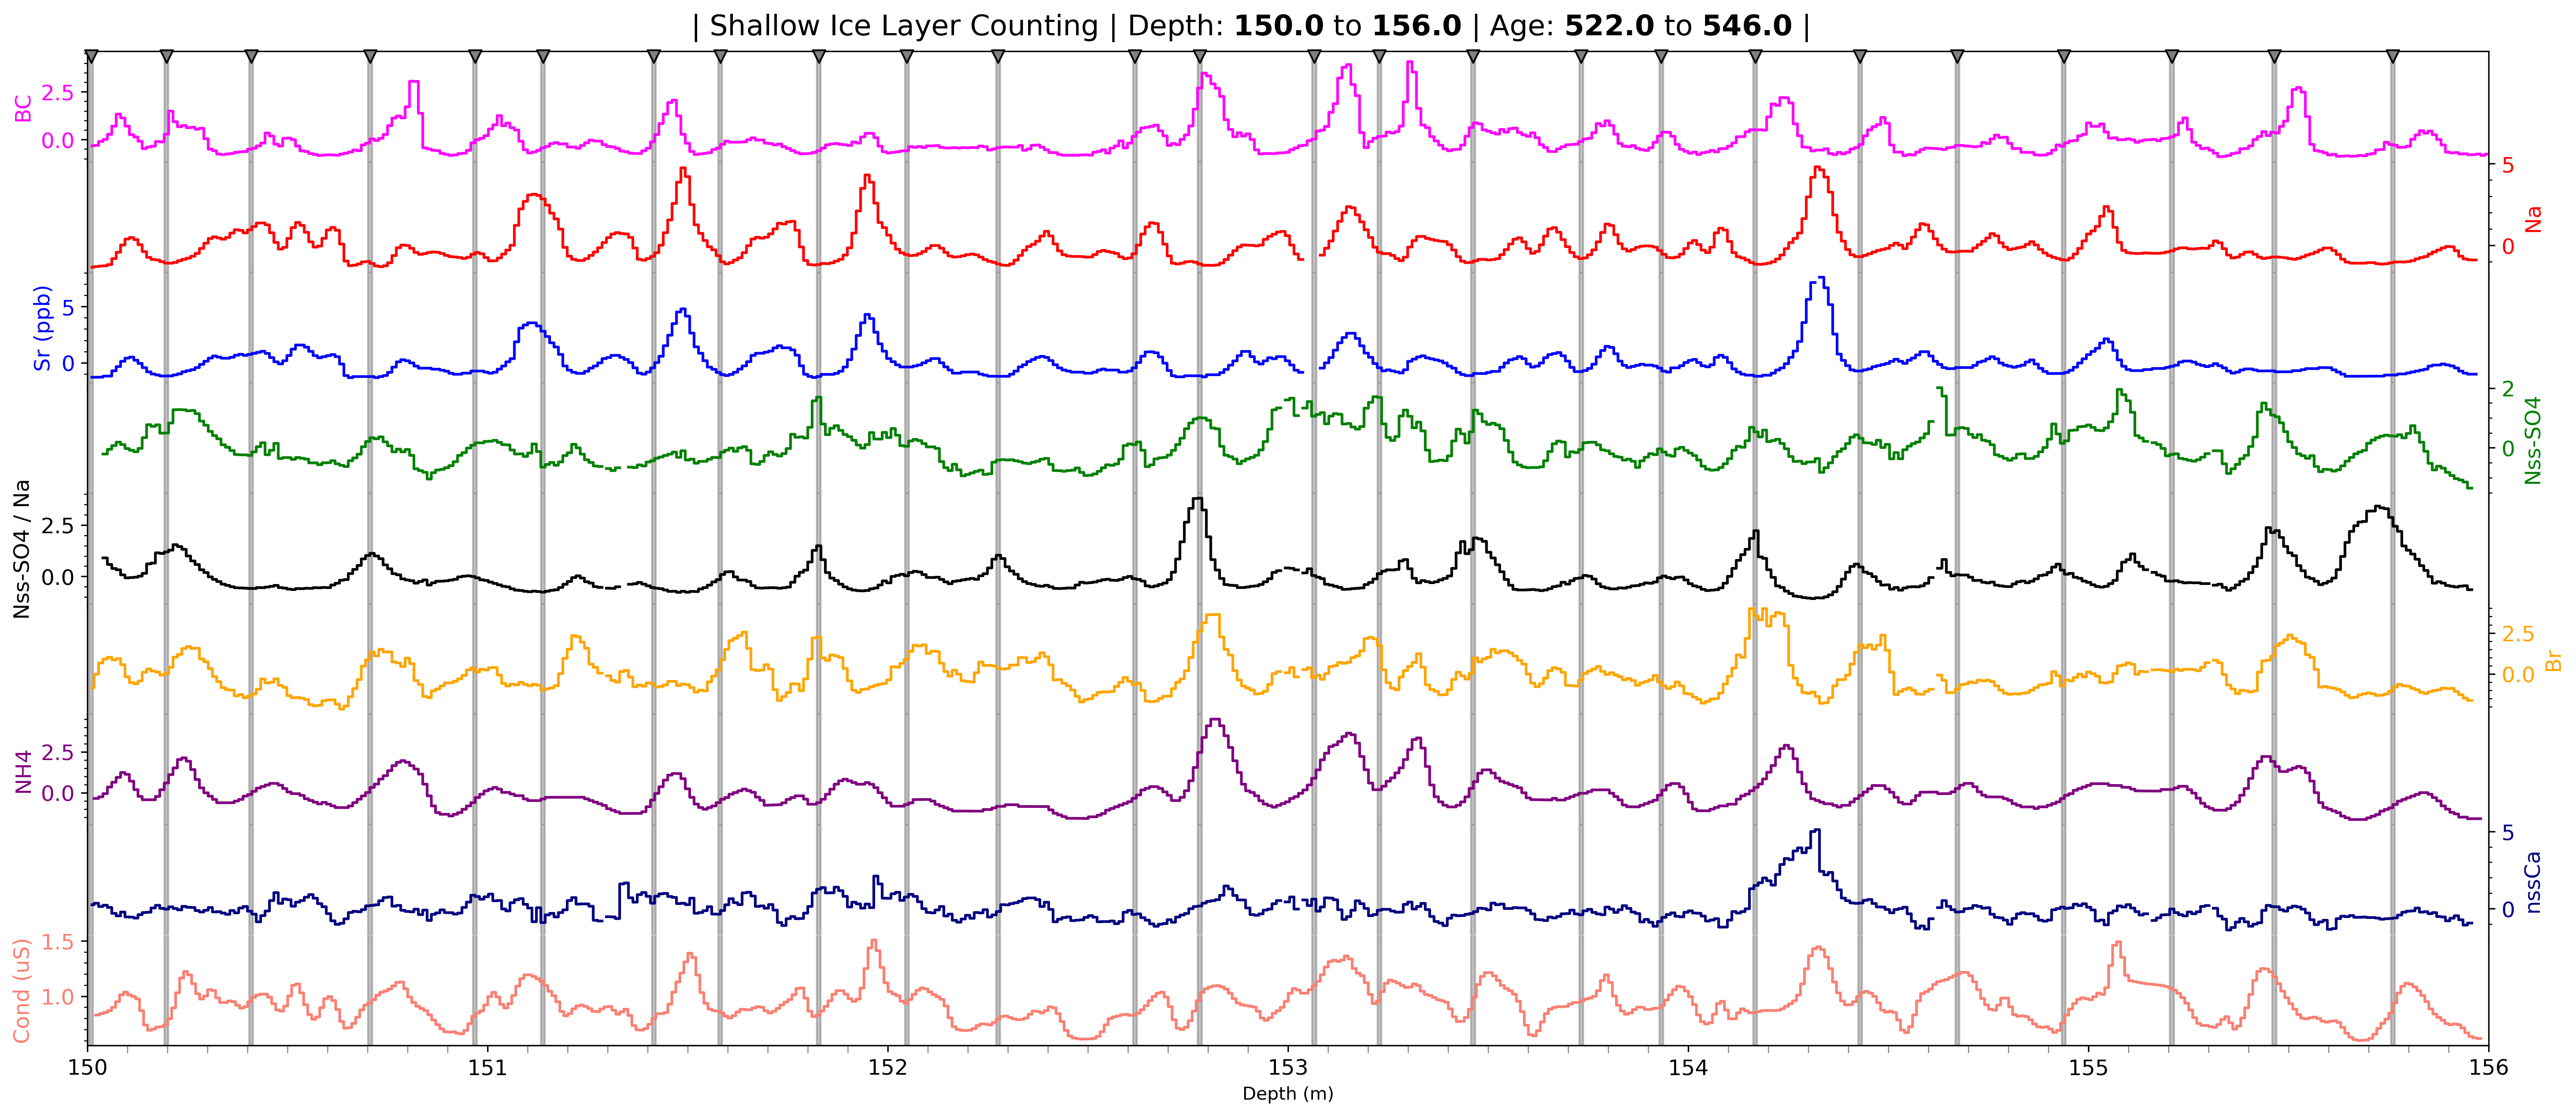 | Shallow Ice Layer Counting | Depth: 150.0 to 156.0 | Age: 522.0 to 546.0 |
BC
2.5
0.0
5
0
Na
Sr (ppb)
5
0
2
0
Nss-SO4
Nss-SO4 / Na
2.5
0.0
2.5
0.0
Br
NH4
2.5
0.0
5
0
nssCa
Cond (uS)
1.5
1.0
150 151 152 153 154 155 156
Depth (m)